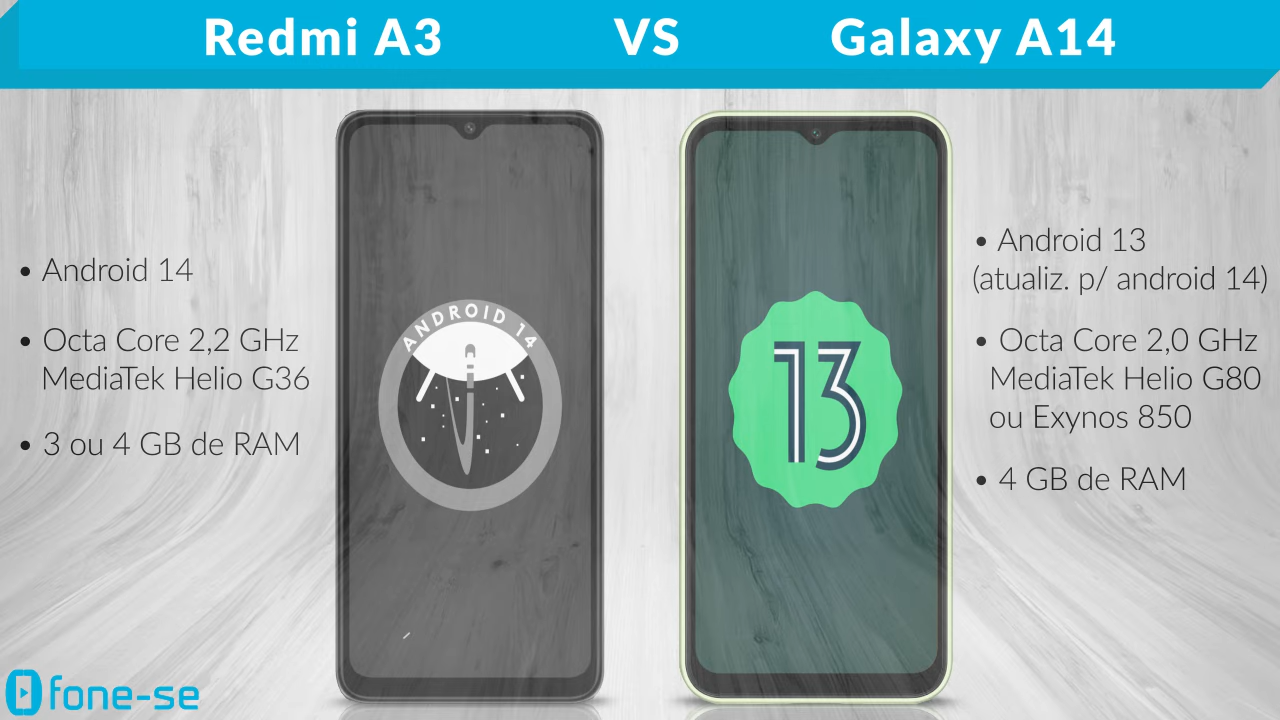 Redmi A3
VS
Galaxy A14
• Android 14
• Octa Core 2,2 GHz
MediaTek Helio G36
• 3 ou 4 GB de RAM
ANDROID 14
13
• Android 13
(atualiz. p/ android 14)
• Octa Core 2,0 GHz
MediaTek Helio G80
ou Exynos 850
• 4 GB de RAM
fone-se